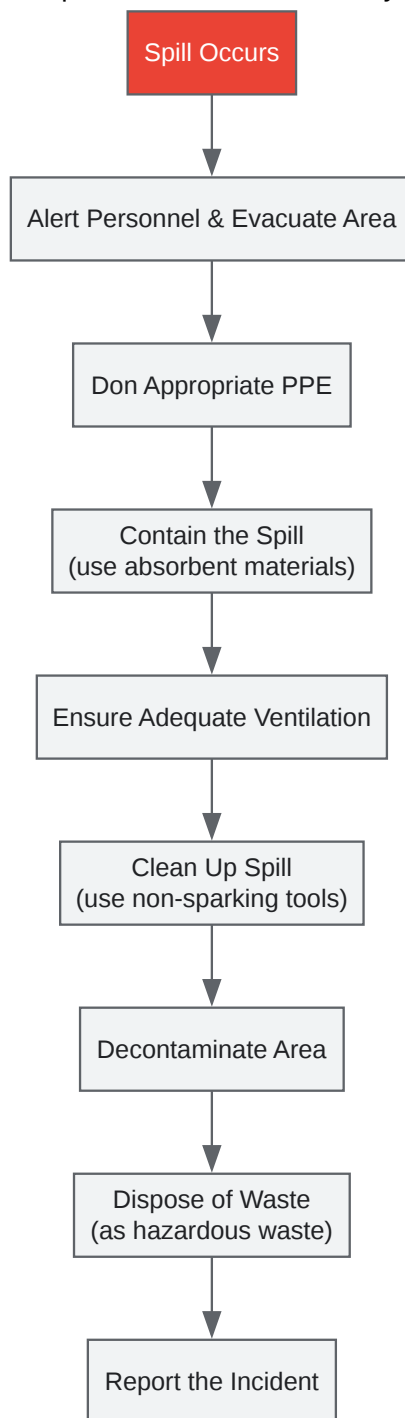 Spill Occurs
Alert Personnel & Evacuate Area
Don Appropriate PPE
Contain the Spill
(use absorbent materials)
Ensure Adequate Ventilation
Clean Up Spill
(use non-sparking tools)
Decontaminate Area
Dispose of Waste
(as hazardous waste)
Report the Incident